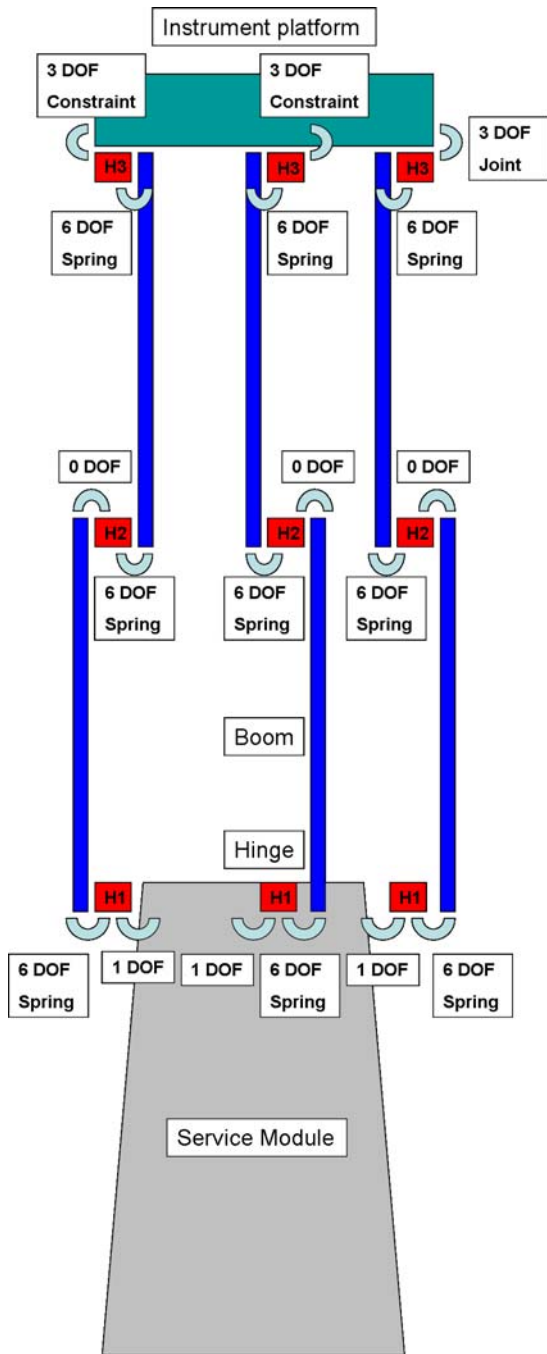 Instrument platform
3 DOF
Constraint
3 DOF
Constraint
3 DOF
Joint
H3
H3
H3
6 DOF
Spring
6 DOF
Spring
6 DOF
Spring
0 DOF
0 DOF
0 DOF
H2
H2
H2
6 DOF
Spring
6 DOF
Spring
6 DOF
Spring
Boom
Hinge
H1
H1
H1
6 DOF
Spring
1 DOF
1 DOF
6 DOF
Spring
1 DOF
6 DOF
Spring
Service Module